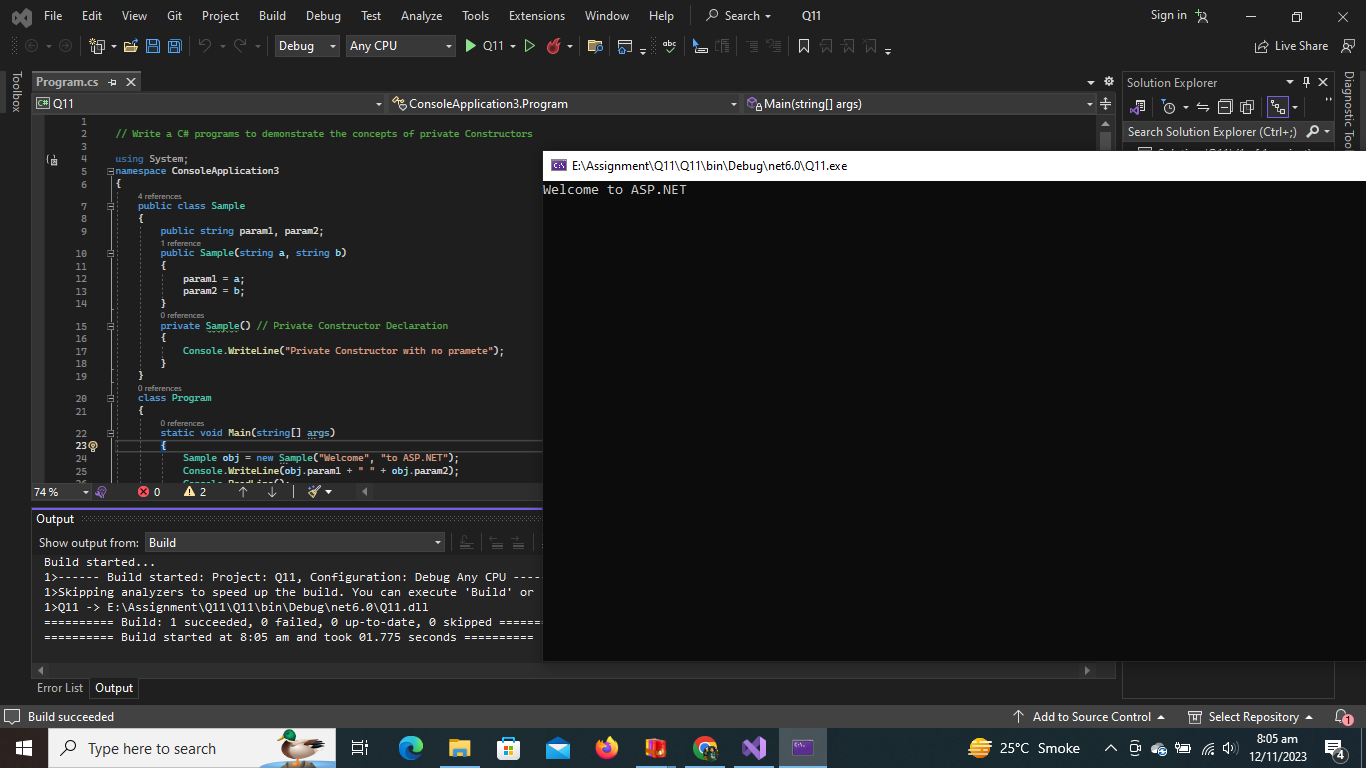 File Edit View Git Project Build Debug Test Analyze Tools Extensions Window Help Search Q11 Sign in
Debug Any CPU Q11 Live Share
Toolbox
Program.cs
Q11 ConsoleApplication3.Program Main(string[] args)
1
2 // Write a C# programs to demonstrate the concepts of private Constructors
3
4 using System;
5 namespace ConsoleApplication3
6 {
4 references
7 public class Sample
8 {
9 public string param1, param2;
1 reference
10 public Sample(string a, string b)
11 {
12 param1 = a;
13 param2 = b;
14 }
0 references
15 private Sample() // Private Constructor Declaration
16 {
17 Console.WriteLine("Private Constructor with no pramete");
18 }
19 }
0 references
20 class Program
21 {
0 references
22 static void Main(string[] args)
23 {
24 Sample obj = new Sample("Welcome", "to ASP.NET");
25 Console.WriteLine(obj.param1 + " " + obj.param2);
74 % 0 2
Solution Explorer
Search Solution Explorer (Ctrl+;)
E:\Assignment\Q11\Q11\bin\Debug\net6.0\Q11.exe
Welcome to ASP.NET
Output
Show output from: Build
Build started...
1>------ Build started: Project: Q11, Configuration: Debug Any CPU ----
1>Skipping analyzers to speed up the build. You can execute 'Build' or
1>Q11 -> E:\Assignment\Q11\Q11\bin\Debug\net6.0\Q11.dll
========== Build: 1 succeeded, 0 failed, 0 up-to-date, 0 skipped =======
========== Build started at 8:05 am and took 01.775 seconds ==========
Error List Output
Build succeeded Add to Source Control Select Repository 1
Type here to search 25°C Smoke 8:05 am
12/11/2023 4